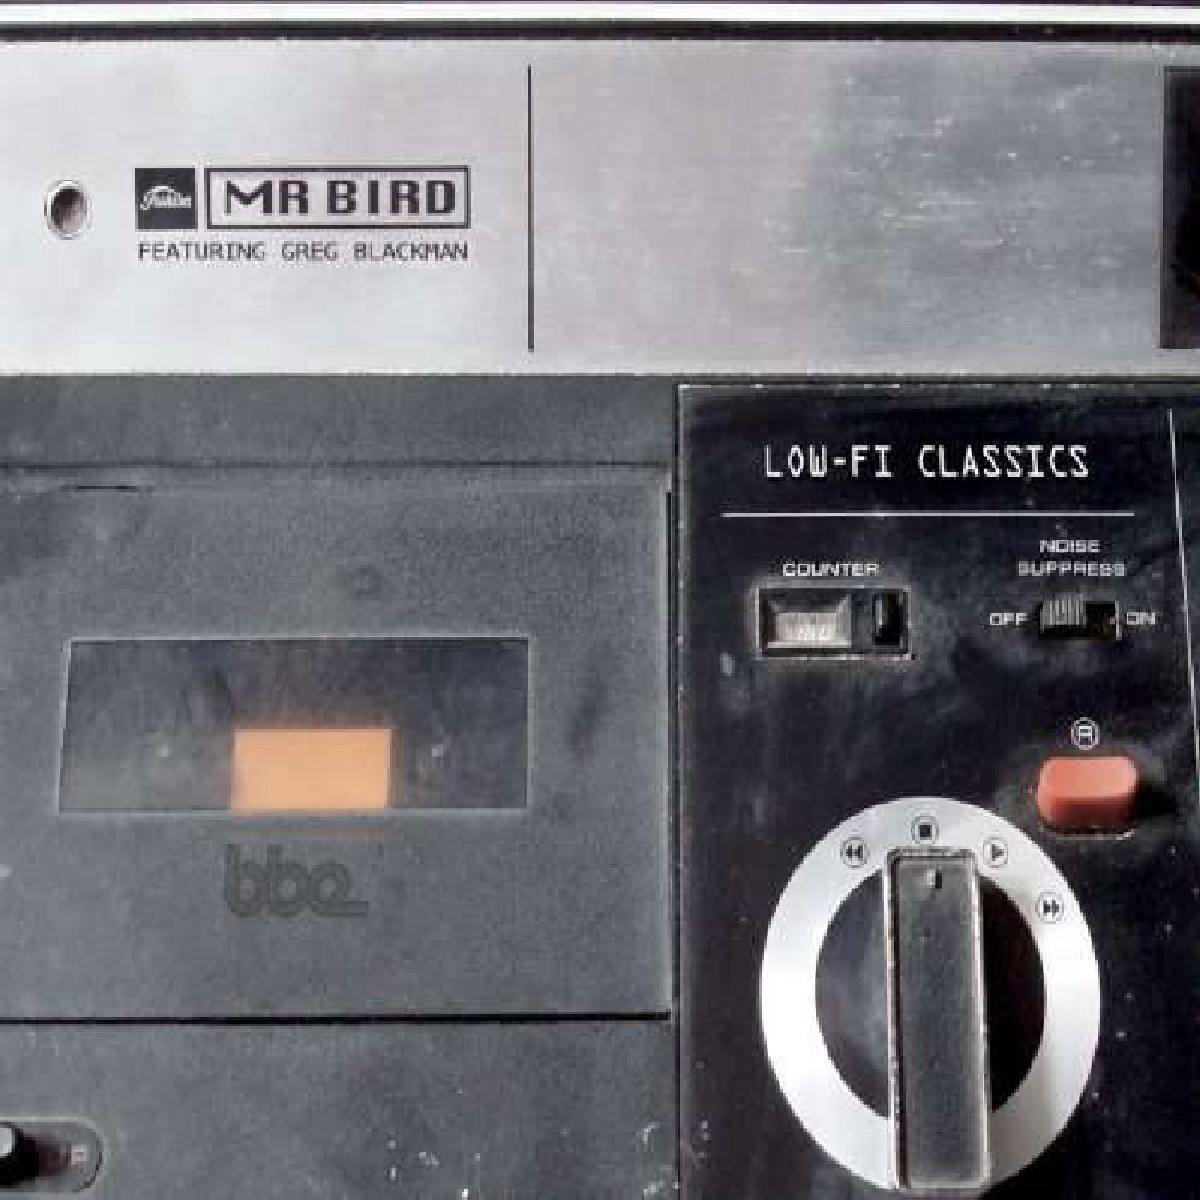 MR BIRD
FEATURING GREG BLACKMAN
LOW-FI CLASSICS
COUNTER
NOISE
SUPPRESS
OFF
ON
R
bbe